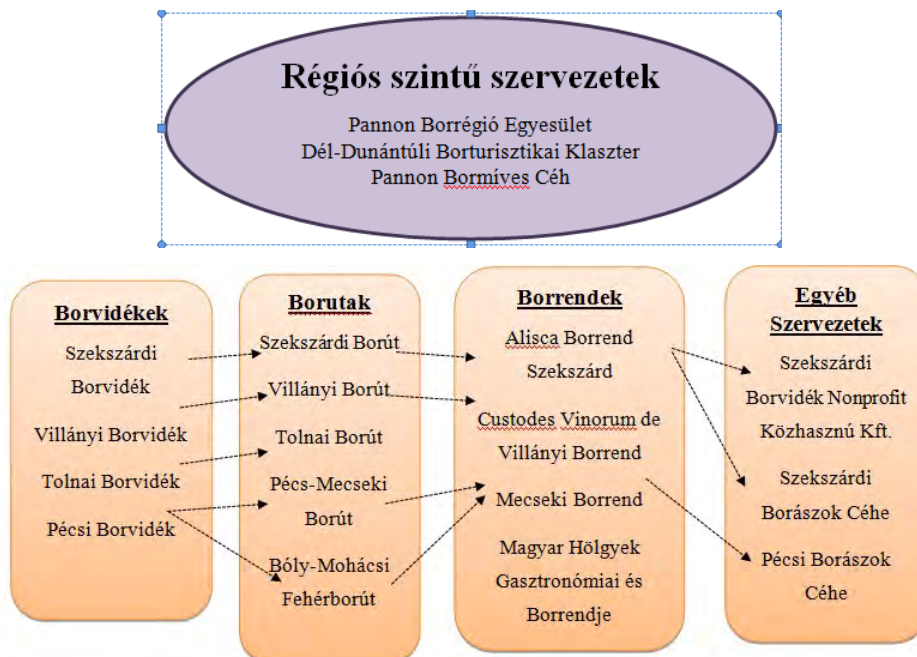 Régiós szintű szervezetek
Pannon Borrégió Egyesület
Dél-Dunántúli Borturisztikai Klaszter
Pannon Bormíves Céh
Borvidékek
Szekszárdi
Borvidék
Villányi Borvidék
Tolnai Borvidék
Pécsi Borvidék
Borutak
Szekszárdi Borút
Villányi Borút
Tolnai Borút
Pécs-Mecseki
Borút
Bóly-Mohácsi
Fehérborút
Borrendek
Alisca Borrend
Szekszárd
Custodes Vinorum de
Villányi Borrend
Mecseki Borrend
Magyar Hölgyek
Gasztronómiai és
Borrendje
Egyéb
Szervezetek
Szekszárdi
Borvidék Nonprofit
Közhasznú Kft.
Szekszárdi
Borászok Céhe
Pécsi Borászok
Céhe